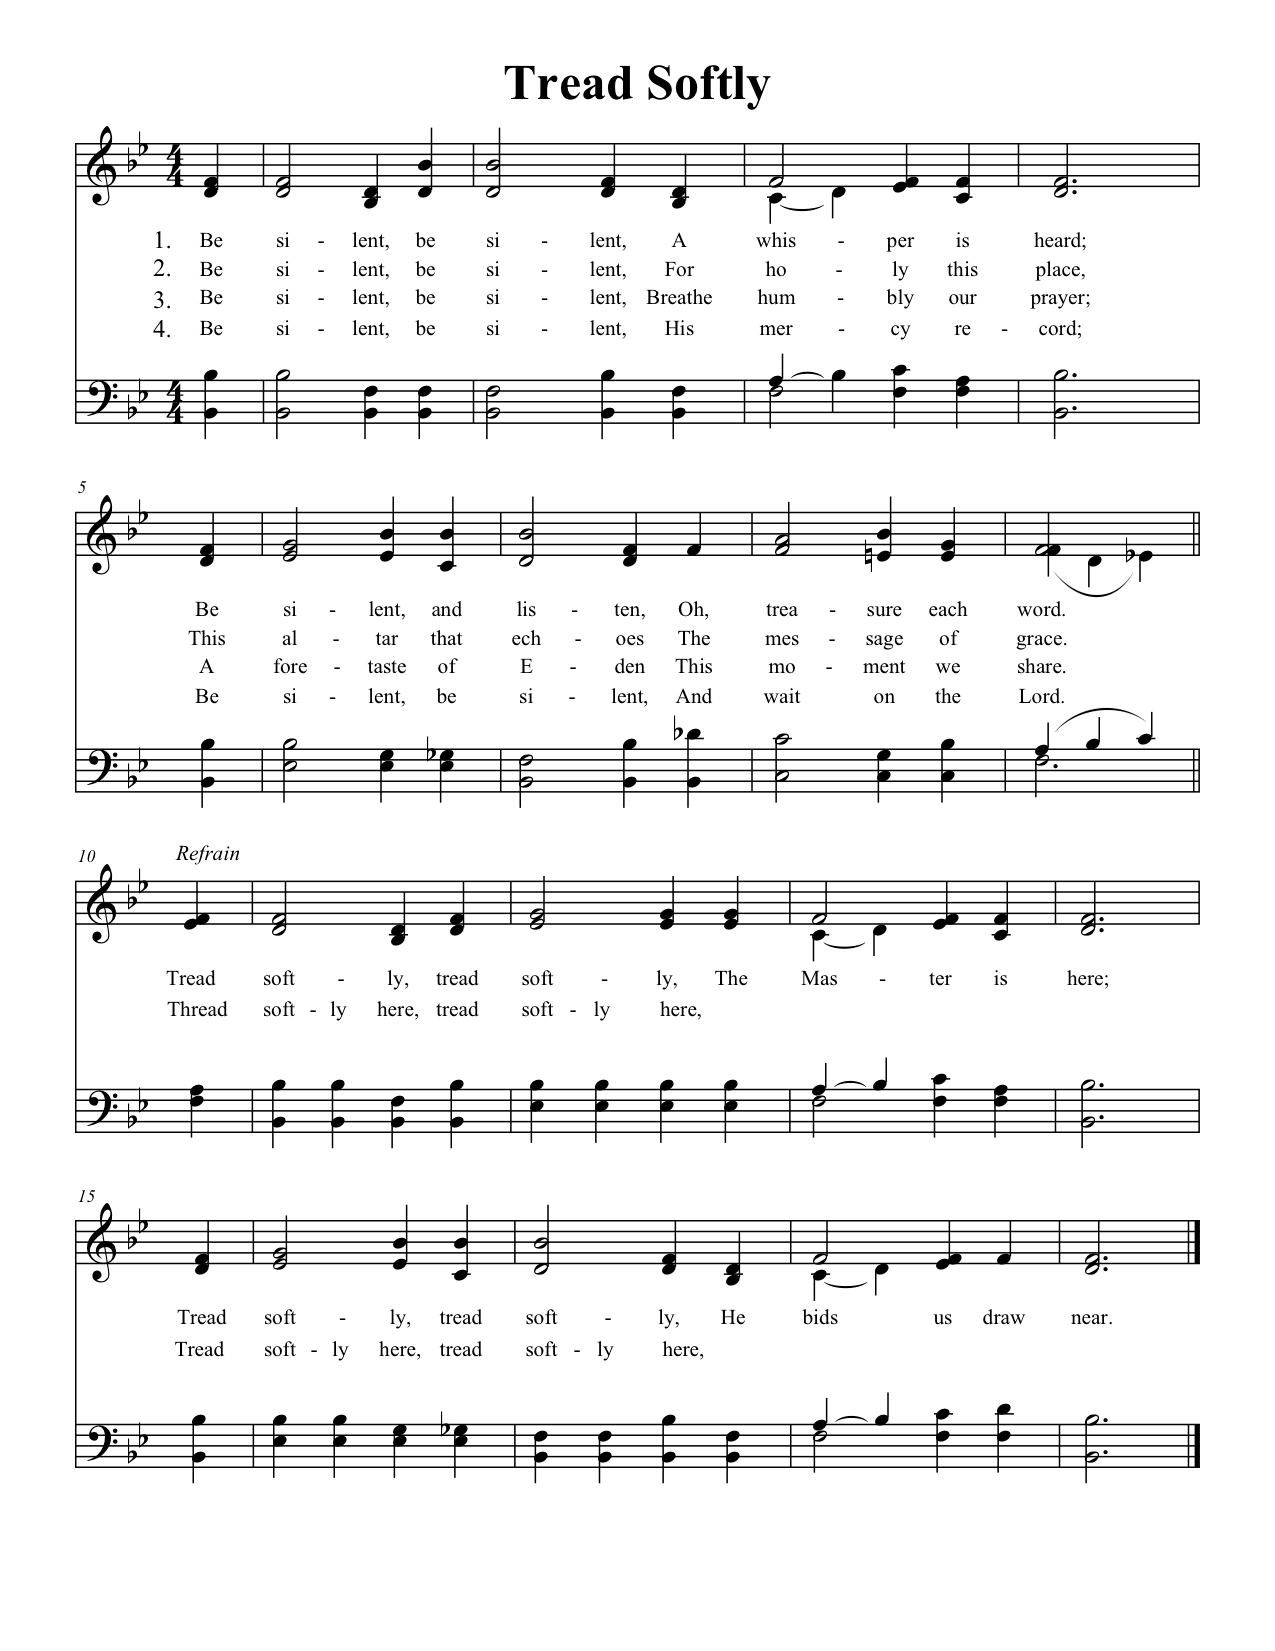 Tread Softly
4 4
1. Be si - lent, be si - lent, A whis - per is heard;
2. Be si - lent, be si - lent, For ho - ly this place,
3. Be si - lent, be si - lent, Breathe hum - bly our prayer;
4. Be si - lent, be si - lent, His mer - cy re - cord;
4 4
5
Be si - lent, and lis - ten, Oh, trea - sure each word.
This al - tar that ech - oes The mes - sage of grace.
A fore - taste of E - den This mo - ment we share.
Be si - lent, be si - lent, And wait on the Lord.
10 Refrain
Tread soft - ly, tread soft - ly, The Mas - ter is here;
Thread soft - ly here, tread soft - ly here,
15
Tread soft - ly, tread soft - ly, He bids us draw near.
Tread soft - ly here, tread soft - ly here,